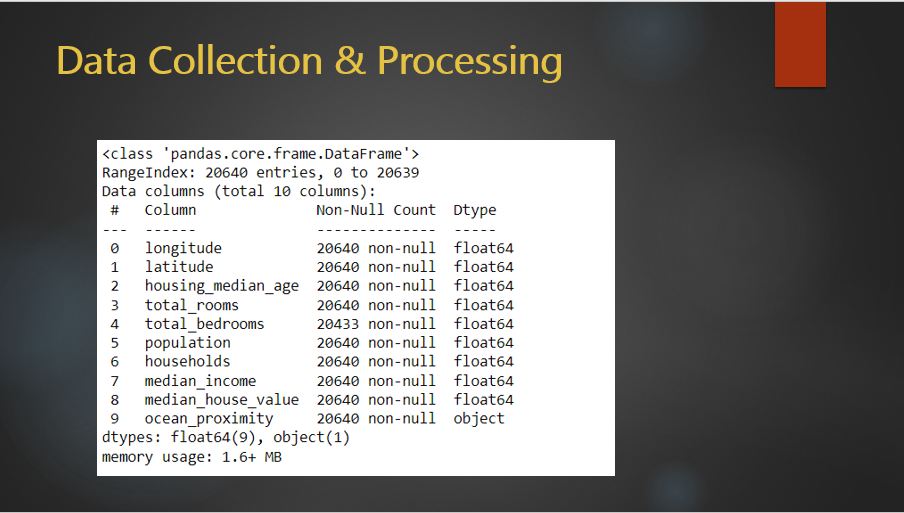 Data Collection & Processing
<class 'pandas.core.frame.DataFrame'>
RangeIndex: 20640 entries, 0 to 20639
Data columns (total 10 columns):
 #   Column              Non-Null Count  Dtype
---  ------              --------------  -----
 0   longitude           20640 non-null  float64
 1   latitude            20640 non-null  float64
 2   housing_median_age  20640 non-null  float64
 3   total_rooms         20640 non-null  float64
 4   total_bedrooms      20433 non-null  float64
 5   population          20640 non-null  float64
 6   households          20640 non-null  float64
 7   median_income       20640 non-null  float64
 8   median_house_value  20640 non-null  float64
 9   ocean_proximity     20640 non-null  object
dtypes: float64(9), object(1)
memory usage: 1.6+ MB